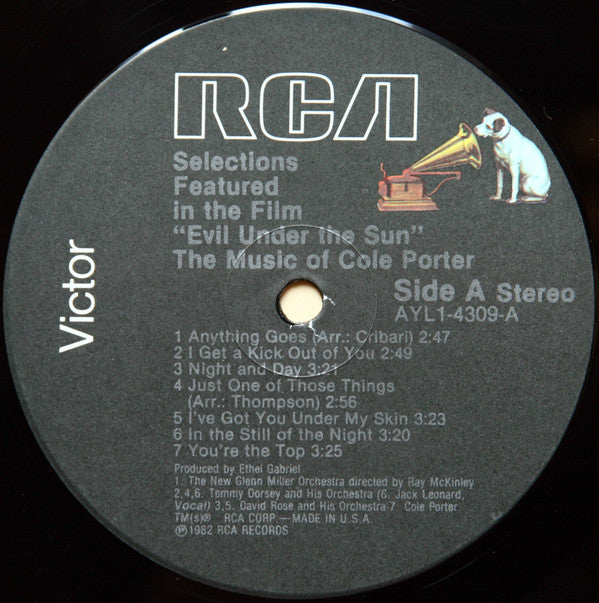 RCA
Selections
Featured
in the Film
"Evil Under the Sun"
The Music of Cole Porter
Victor
Side A Stereo
AYL1-4309-A
1 Anything Goes (Arr.: Cribari) 2:47
2 I Get a Kick Out of You 2:49
3 Night and Day 3:21
4 Just One of Those Things
(Arr.: Thompson) 2:56
5 I've Got You Under My Skin 3:23
6 In the Still of the Night 3:20
7 You're the Top 3:25
Produced by Ethel Gabriel
1. The New Glenn Miller Orchestra directed by Ray McKinley
2,4,6. Tommy Dorsey and His Orchestra (6. Jack Leonard,
Vocal) 3,5. David Rose and His Orchestra 7 Cole Porter
TM(s)® RCA CORP.—MADE IN U.S.A.
℗1982 RCA RECORDS